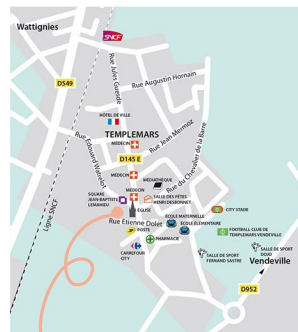 Wattignies
SNCF
Rue Jules Guesde
D549
Rue Augustin Hornain
HÔTEL DE VILLE
TEMPLEMARS
MÉDECIN
Rue Jean Mermoz
Rue Édouard Watrelot
D145 E
Rue du Chevalier de la Barre
MÉDECIN
MÉDIATHÈQUE
MÉDECIN
SALLE DES FÊTES
HENRI DESBONNET
SQUARE
JEAN-BAPTISTE
LEMAHIEU
ÉGLISE
CITY STADE
ÉCOLE MATERNELLE
ÉCOLE ÉLÉMENTAIRE
Rue Étienne Dolet
POSTE
FOOTBALL CLUB DE
TEMPLEMARS VENDEVILLE
PHARMACIE
Ligne SNCF
CARREFOUR
CITY
SALLE DE SPORT
DOJO
SALLE DE SPORT
FERNAND SASTRE
Vendeville
D952